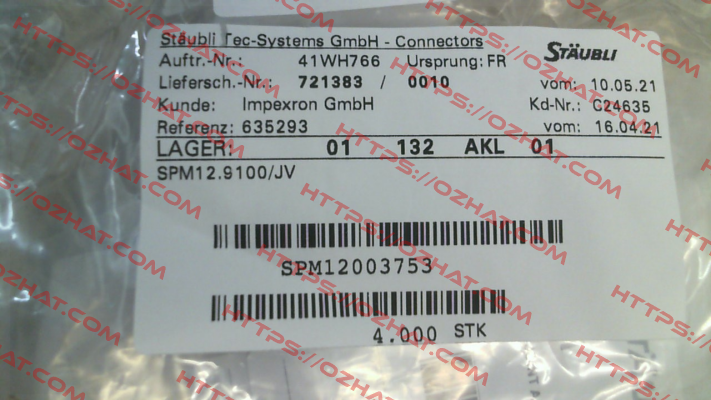 Stäubli Tec-Systems GmbH - Connectors
STÄUBLI
Auftr.-Nr.: 41WH766 Ursprung: FR
Liefersch.-Nr.: 721383 / 0010 vom: 10.05.21
Kunde: Impexron GmbH Kd-Nr.: C24635
Referenz: 635293 vom: 16.04.21
LAGER: 01 132 AKL 01
SPM12.9100/JV
SPM12003753
4.000 STK
HTTPS://OZHAT.COM